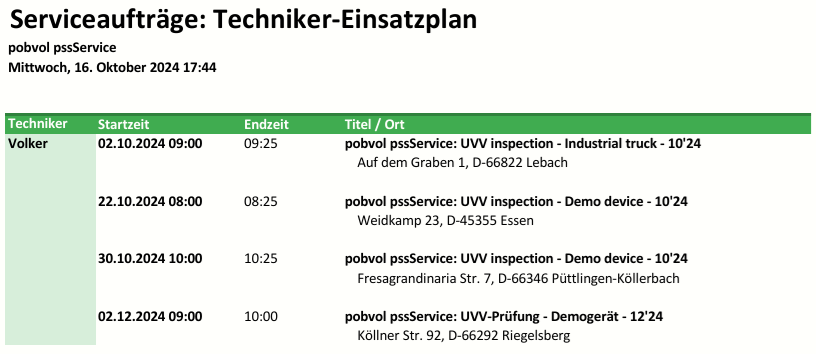 Serviceaufträge: Techniker-Einsatzplan
pobvol pssService
Mittwoch, 16. Oktober 2024 17:44
Techniker Startzeit Endzeit Titel / Ort
Volker 02.10.2024 09:00 09:25 pobvol pssService: UVV inspection - Industrial truck - 10'24
Auf dem Graben 1, D-66822 Lebach
22.10.2024 08:00 08:25 pobvol pssService: UVV inspection - Demo device - 10'24
Weidkamp 23, D-45355 Essen
30.10.2024 10:00 10:25 pobvol pssService: UVV inspection - Demo device - 10'24
Fresagrandinaria Str. 7, D-66346 Püttlingen-Köllerbach
02.12.2024 09:00 10:00 pobvol pssService: UVV-Prüfung - Demogerät - 12'24
Köllner Str. 92, D-66292 Riegelsberg